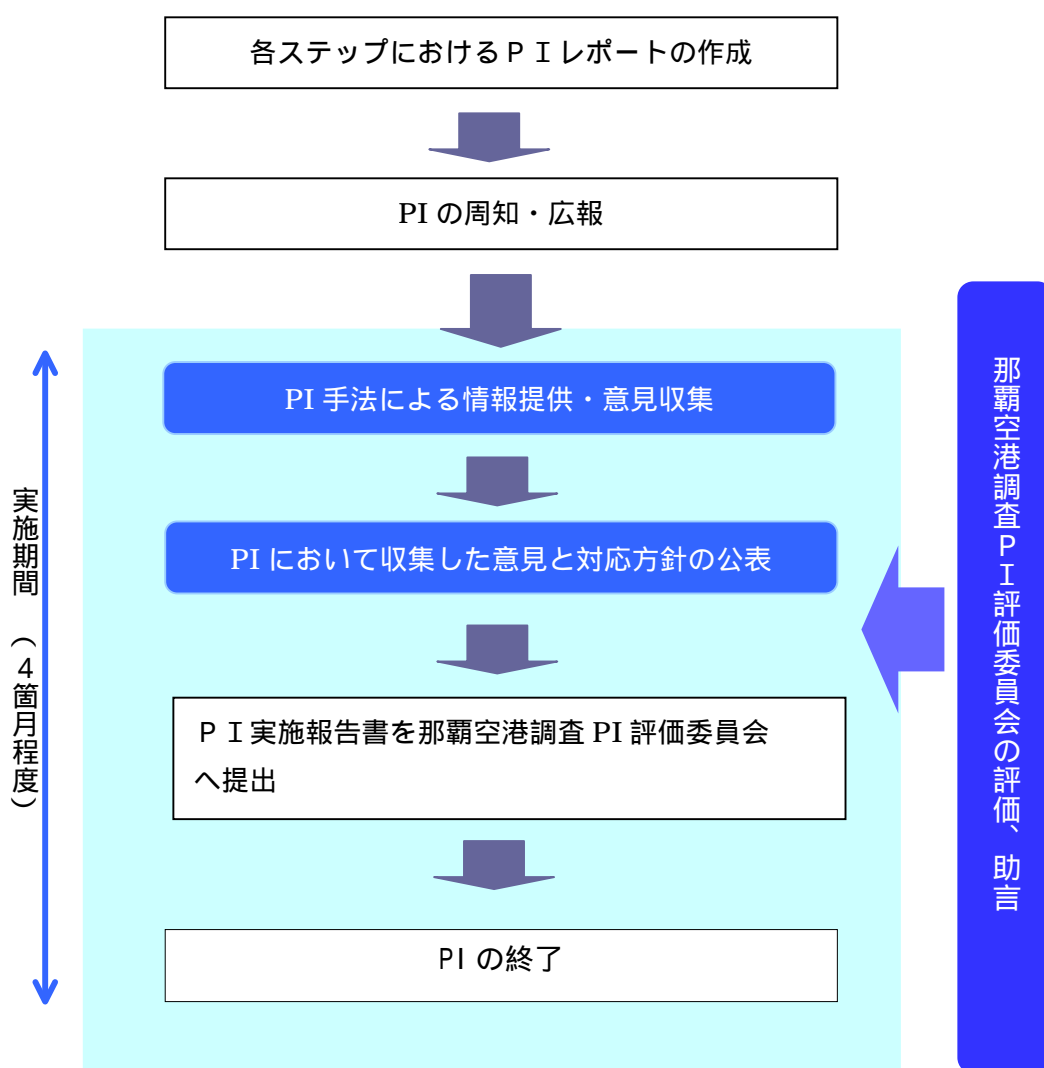 各ステップにおけるＰＩレポートの作成
PI の周知・広報
PI 手法による情報提供・意見収集
PI において収集した意見と対応方針の公表
ＰＩ実施報告書を那覇空港調査 PI 評価委員会
へ提出
PI の終了
実施期間　（４箇月程度）
那覇空港調査ＰＩ評価委員会の評価、助言